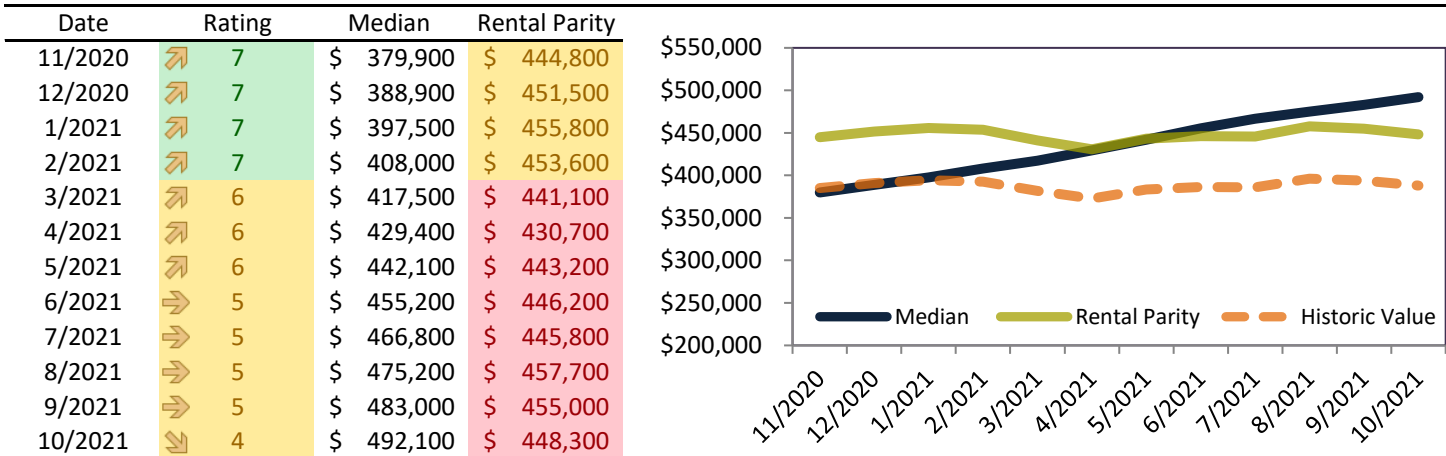 Date Rating Median Rental Parity
11/2020 7 $ 379,900 $ 444,800
12/2020 7 $ 388,900 $ 451,500
1/2021 7 $ 397,500 $ 455,800
2/2021 7 $ 408,000 $ 453,600
3/2021 6 $ 417,500 $ 441,100
4/2021 6 $ 429,400 $ 430,700
5/2021 6 $ 442,100 $ 443,200
6/2021 5 $ 455,200 $ 446,200
7/2021 5 $ 466,800 $ 445,800
8/2021 5 $ 475,200 $ 457,700
9/2021 5 $ 483,000 $ 455,000
10/2021 4 $ 492,100 $ 448,300
$550,000
$500,000
$450,000
$400,000
$350,000
$300,000
$250,000
$200,000
Median Rental Parity Historic Value
11/2020 12/2020 1/2021 2/2021 3/2021 4/2021 5/2021 6/2021 7/2021 8/2021 9/2021 10/2021